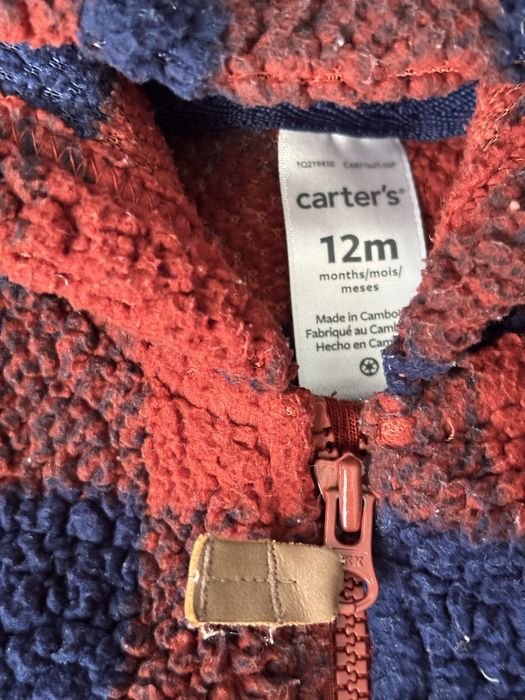 carter's®
12m
months/mois/
meses
Made in Cambo
Fabriqué au Cam
Hecho en Cam